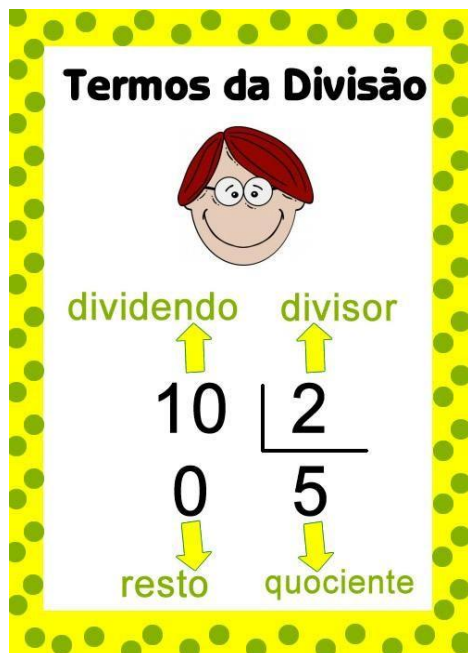 Termos da Divisão
dividendo divisor
10 2
0 5
resto quociente